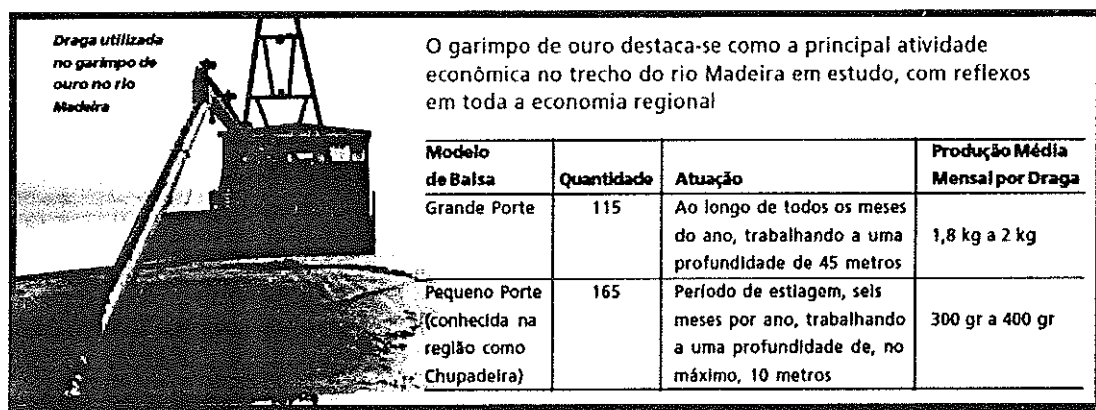 Draga utilizada
no garimpo de
ouro no rio
Madeira
O garimpo de ouro destaca-se como a principal atividade
econômica no trecho do rio Madeira em estudo, com reflexos
em toda a economia regional
Modelo
de Balsa
Quantidade
Atuação
Produção Média
Mensal por Draga
Grande Porte
115
Ao longo de todos os meses
do ano, trabalhando a uma
profundidade de 45 metros
1,8 kg a 2 kg
Pequeno Porte
(conhecida na
região como
Chupadeira)
165
Período de estiagem, seis
meses por ano, trabalhando
a uma profundidade de, no
máximo, 10 metros
300 gr a 400 gr